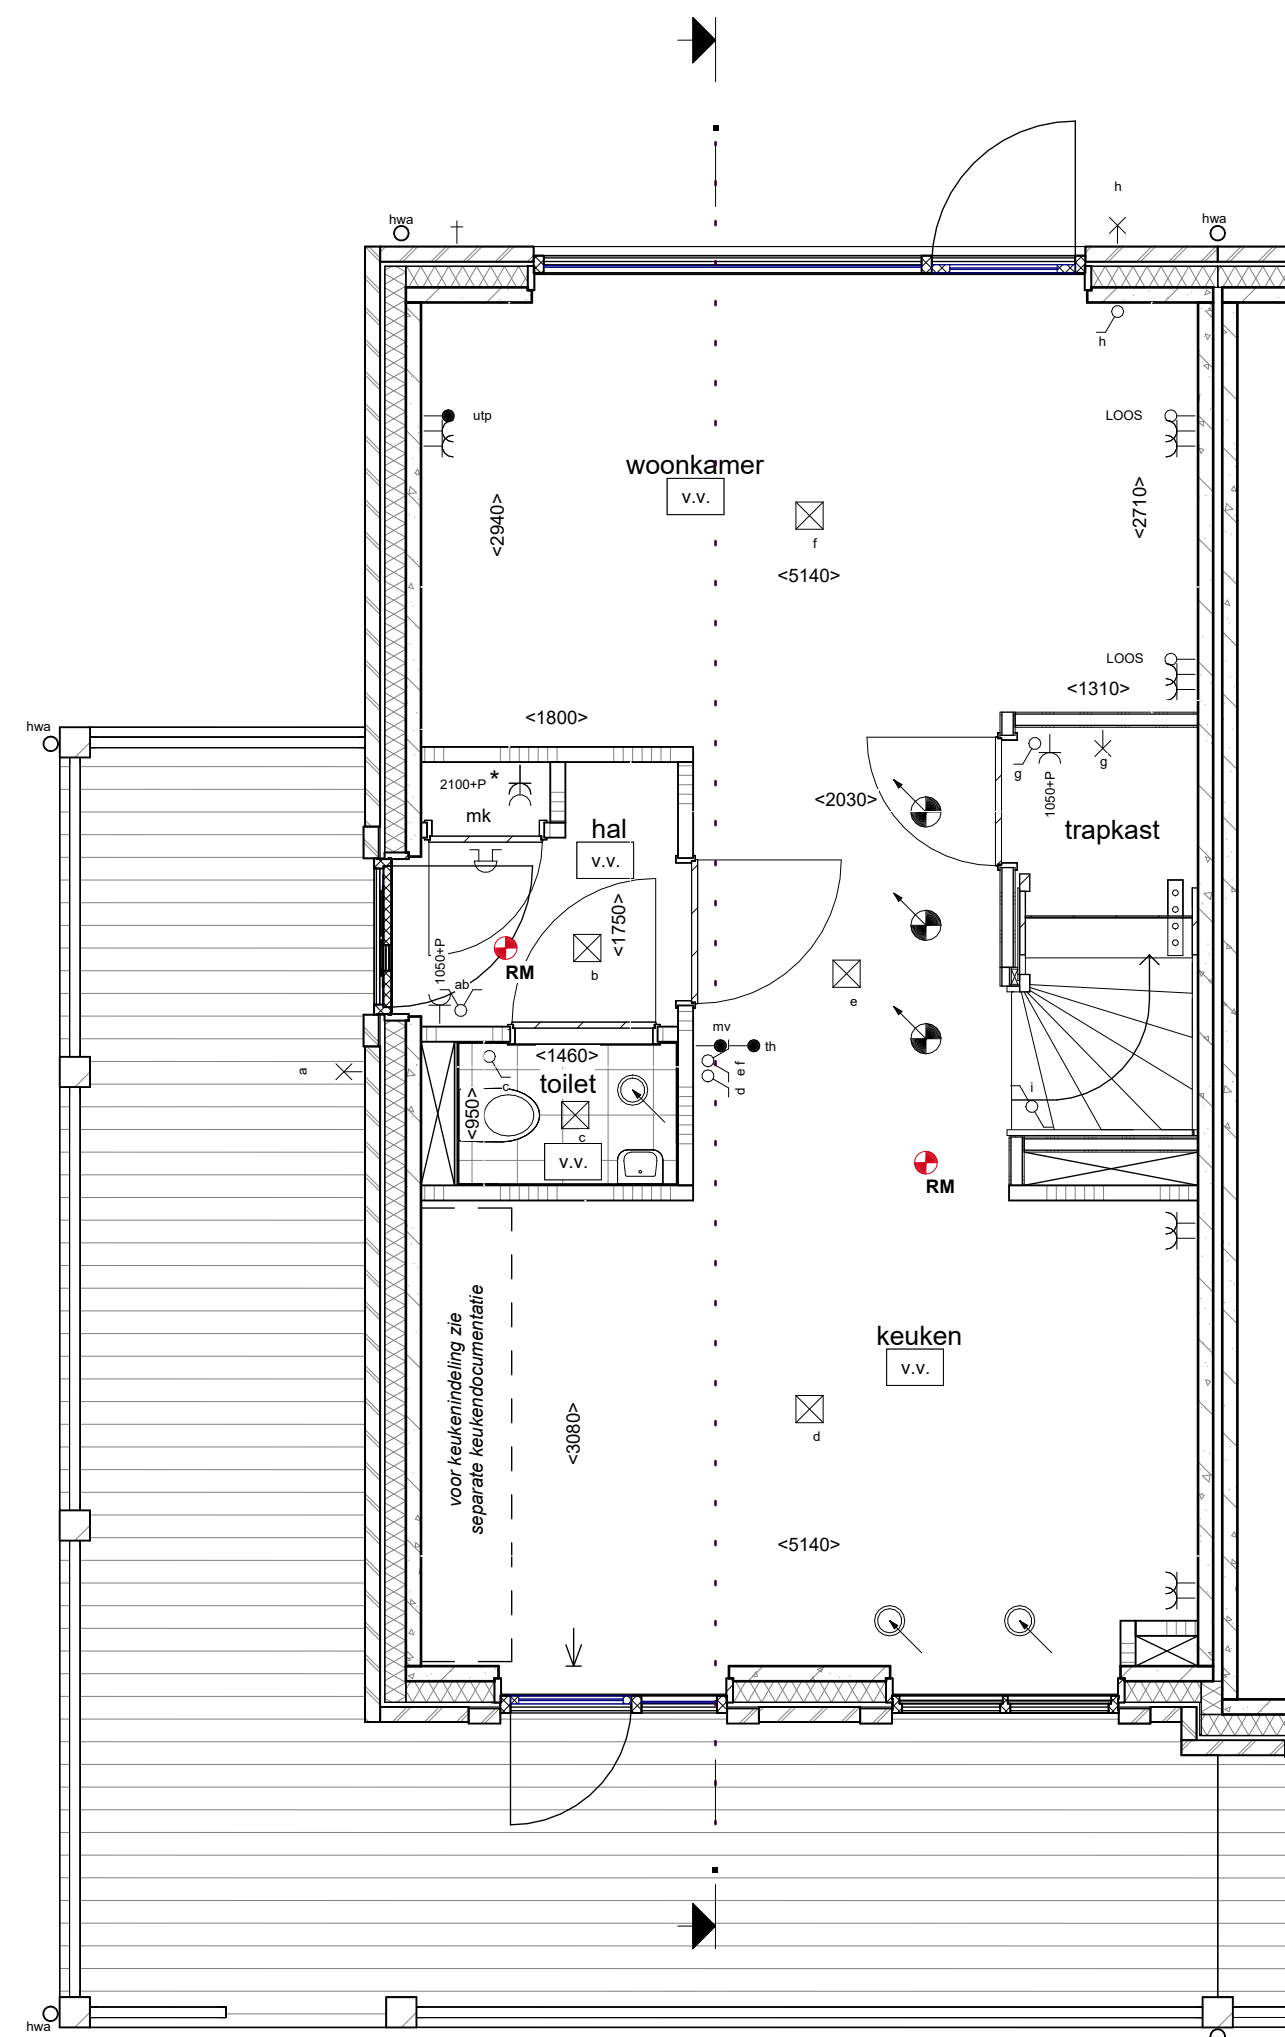 h
hwa
hwa
h
utp
LOOS
woonkamer
v.v.
<2940>
<2710>
f
<5140>
LOOS
<1310>
<1800>
hwa
g
g
1050+P
2100+P *
mk
<2030>
hal
v.v.
trapkast
<1750>
1050+P
RM
b
ab
e
mv
th
e f
d
a
<1460>
toilet
c
<950>
c
v.v.
i
RM
keuken
v.v.
voor keukenindeling zie
separate keukendocumentatie
<3080>
d
<5140>
hwa